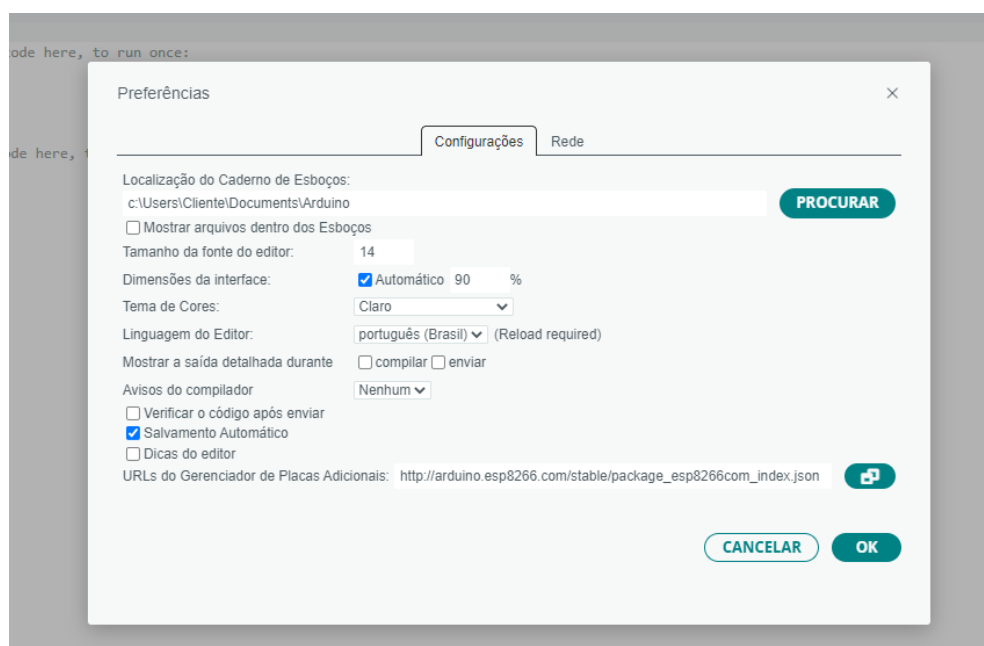 ode here, to run once:
Preferências
Configurações Rede
de here, t
Localização do Caderno de Esboços:
c:\Users\Cliente\Documents\Arduino PROCURAR
Mostrar arquivos dentro dos Esboços
Tamanho da fonte do editor: 14
Dimensões da interface: Automático 90 %
Tema de Cores: Claro
Linguagem do Editor: português (Brasil) (Reload required)
Mostrar a saída detalhada durante compilar enviar
Avisos do compilador Nenhum
Verificar o código após enviar
Salvamento Automático
Dicas do editor
URLs do Gerenciador de Placas Adicionais: http://arduino.esp8266.com/stable/package_esp8266com_index.json
CANCELAR OK